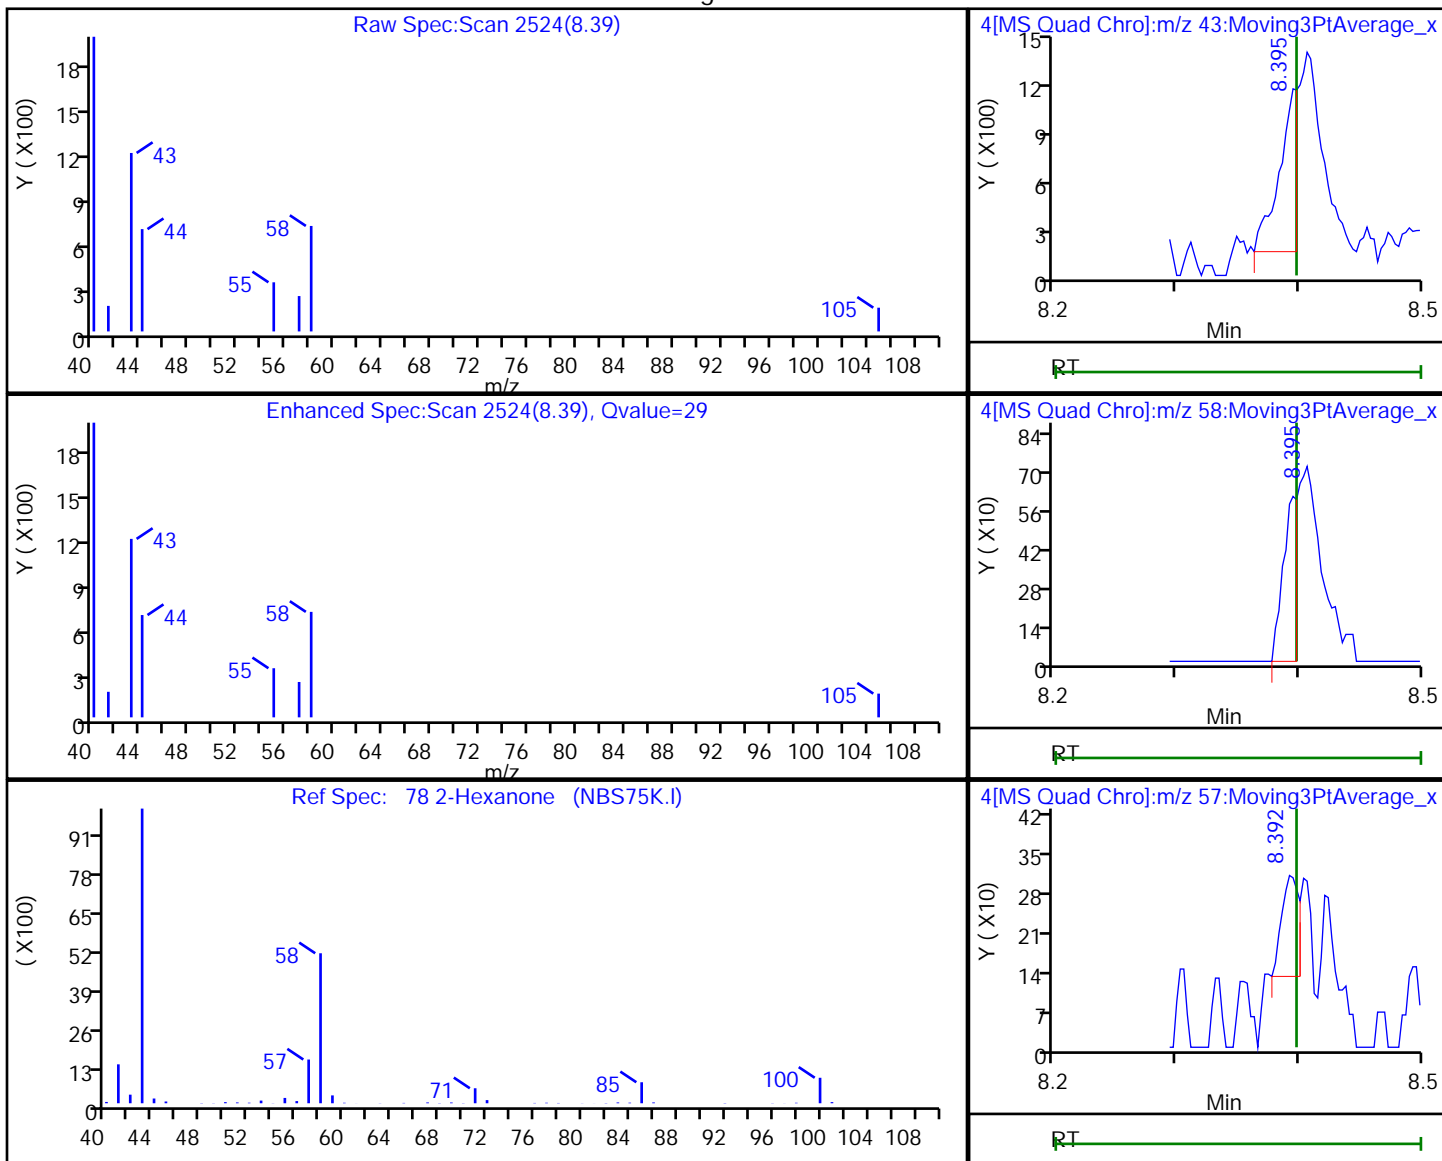 Raw Spec:Scan 2524(8.39)
Y ( X100)
18
15
12
9
6
3
0
43
44
55
58
105
40 44 48 52 56 60 64 68 72 76 80 84 88 92 96 100 104 108
m/z
4[MS Quad Chro]:m/z 43:Moving3PtAverage_x
Y ( X100)
15
12
9
6
3
0
8.395
8.2 8.5
Min
RT
Enhanced Spec:Scan 2524(8.39), Qvalue=29
Y ( X100)
18
15
12
9
6
3
0
43
44
55
58
105
40 44 48 52 56 60 64 68 72 76 80 84 88 92 96 100 104 108
m/z
4[MS Quad Chro]:m/z 58:Moving3PtAverage_x
Y ( X10)
84
70
56
42
28
14
0
8.395
8.2 8.5
Min
RT
Ref Spec: 78 2-Hexanone (NBS75K.l)
( X100)
91
78
65
52
39
26
13
0
58
57
71
85
100
40 44 48 52 56 60 64 68 72 76 80 84 88 92 96 100 104 108
4[MS Quad Chro]:m/z 57:Moving3PtAverage_x
Y ( X10)
42
35
28
21
14
7
0
8.392
8.2 8.5
Min
RT